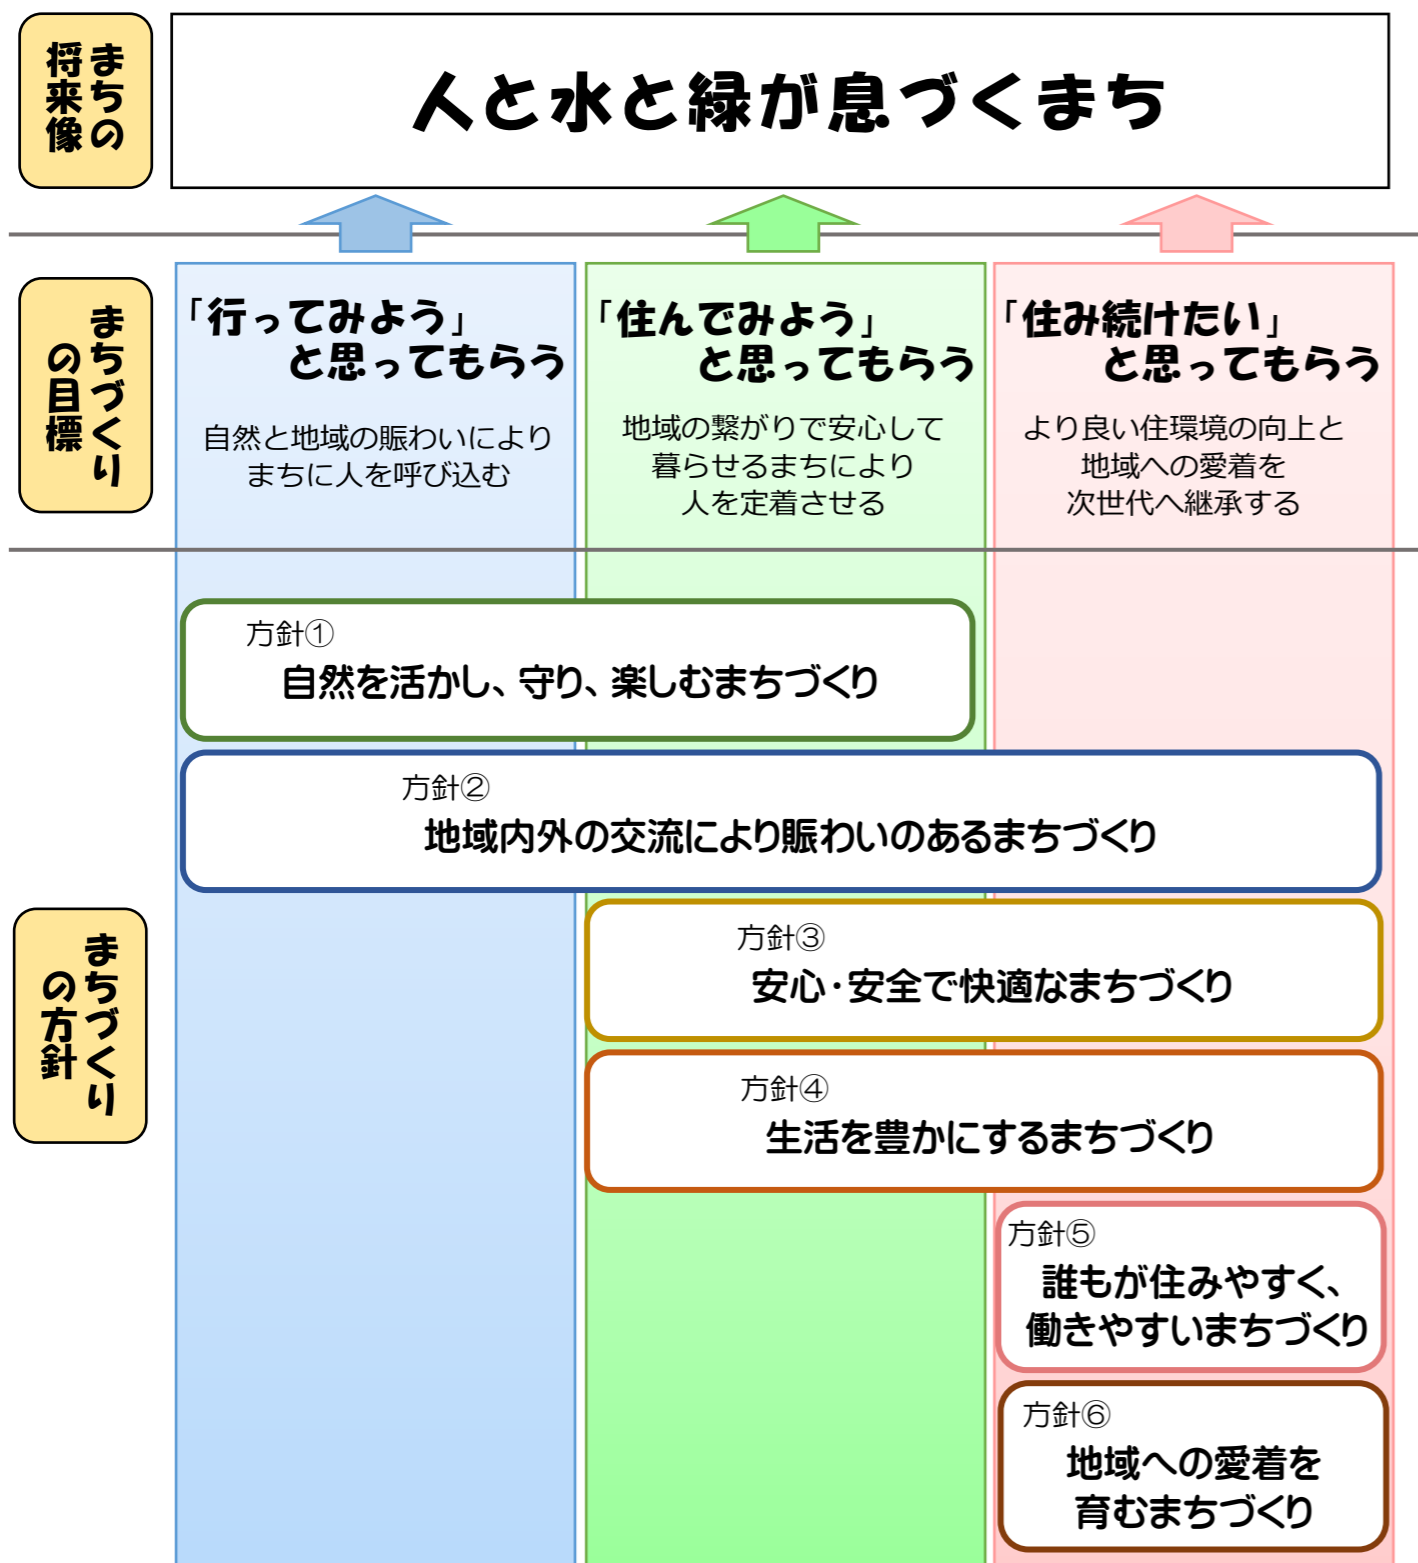 まちの
将来像
人と水と緑が息づくまち
まちづくり
の目標
「行ってみよう」
と思ってもらう
自然と地域の賑わいにより
まちに人を呼び込む
「住んでみよう」
と思ってもらう
地域の繋がりで安心して
暮らせるまちにより
人を定着させる
「住み続けたい」
と思ってもらう
より良い住環境の向上と
地域への愛着を
次世代へ継承する
まちづくり
の方針
方針①
自然を活かし、守り、楽しむまちづくり
方針②
地域内外の交流により賑わいのあるまちづくり
方針③
安心・安全で快適なまちづくり
方針④
生活を豊かにするまちづくり
方針⑤
誰もが住みやすく、
働きやすいまちづくり
方針⑥
地域への愛着を
育むまちづくり